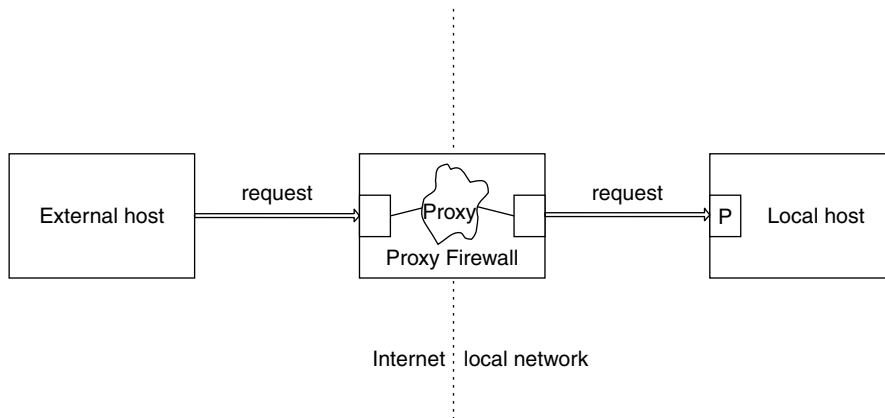 request
request
External host
Proxy
P
Local host
Proxy Firewall
Internet
local network